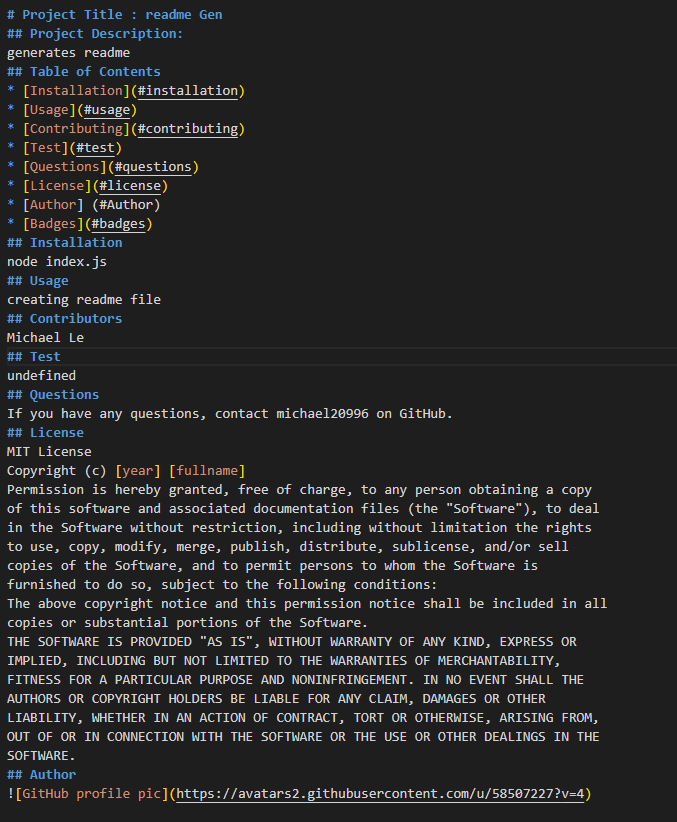 # Project Title : readme Gen
## Project Description:
generates readme
## Table of Contents
* [Installation](#installation)
* [Usage](#usage)
* [Contributing](#contributing)
* [Test](#test)
* [Questions](#questions)
* [License](#license)
* [Author] (#Author)
* [Badges](#badges)
## Installation
node index.js
## Usage
creating readme file
## Contributors
Michael Le
## Test
undefined
## Questions
If you have any questions, contact michael20996 on GitHub.
## License
MIT License
Copyright (c) [year] [fullname]
Permission is hereby granted, free of charge, to any person obtaining a copy
of this software and associated documentation files (the "Software"), to deal
in the Software without restriction, including without limitation the rights
to use, copy, modify, merge, publish, distribute, sublicense, and/or sell
copies of the Software, and to permit persons to whom the Software is
furnished to do so, subject to the following conditions:
The above copyright notice and this permission notice shall be included in all
copies or substantial portions of the Software.
THE SOFTWARE IS PROVIDED "AS IS", WITHOUT WARRANTY OF ANY KIND, EXPRESS OR
IMPLIED, INCLUDING BUT NOT LIMITED TO THE WARRANTIES OF MERCHANTABILITY,
FITNESS FOR A PARTICULAR PURPOSE AND NONINFRINGEMENT. IN NO EVENT SHALL THE
AUTHORS OR COPYRIGHT HOLDERS BE LIABLE FOR ANY CLAIM, DAMAGES OR OTHER
LIABILITY, WHETHER IN AN ACTION OF CONTRACT, TORT OR OTHERWISE, ARISING FROM,
OUT OF OR IN CONNECTION WITH THE SOFTWARE OR THE USE OR OTHER DEALINGS IN THE
SOFTWARE.
## Author
![GitHub profile pic](https://avatars2.githubusercontent.com/u/58507227?v=4)